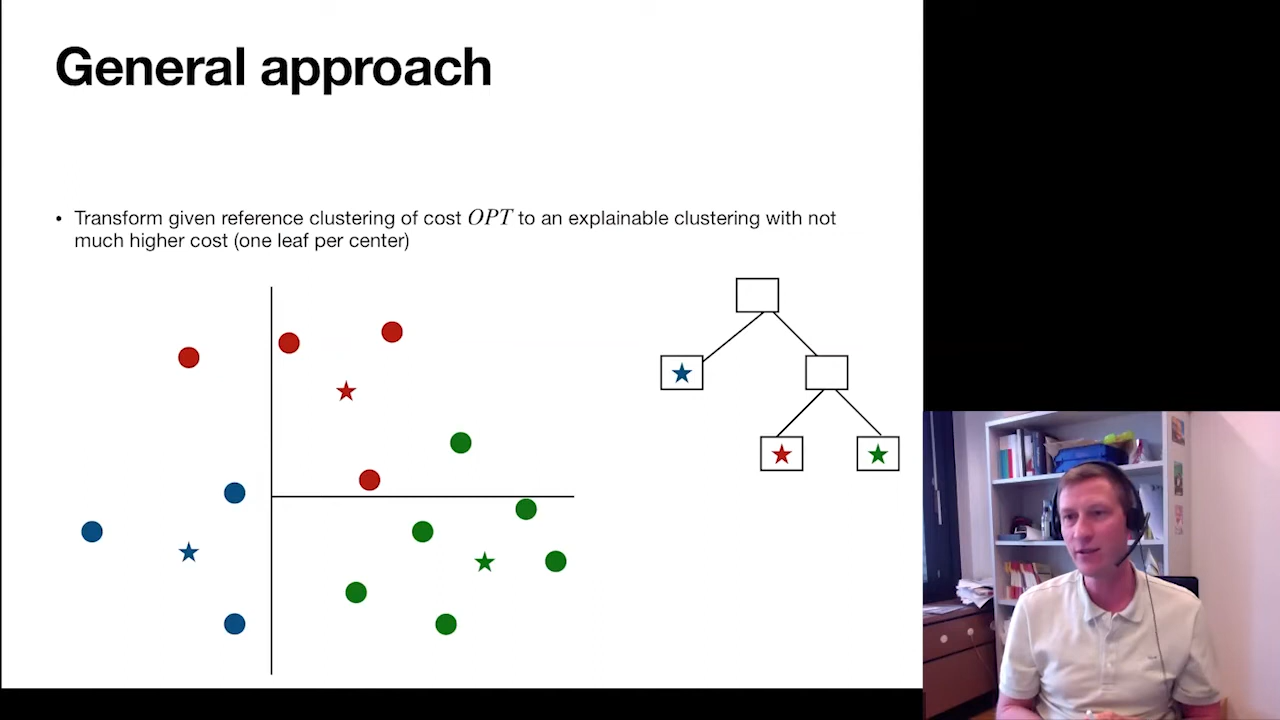 General approach
• Transform given reference clustering of cost OPT to an explainable clustering with not
much higher cost (one leaf per center)